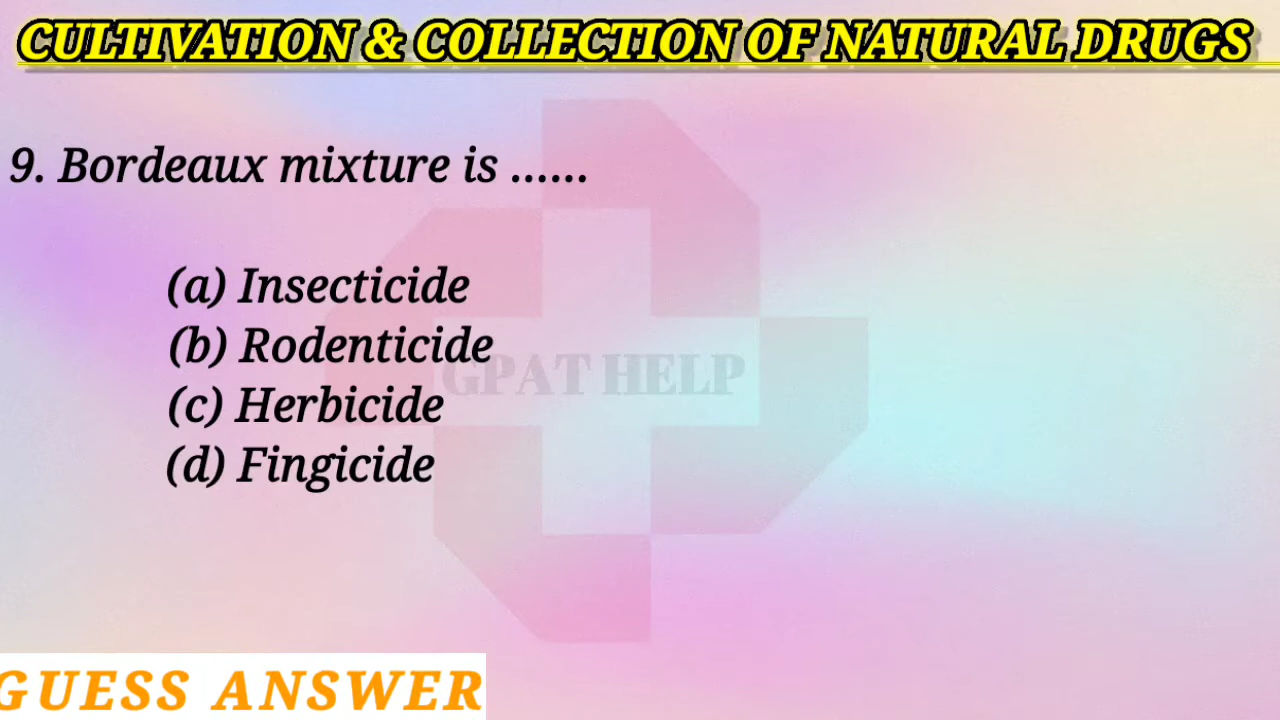 CULTIVATION & COLLECTION OF NATURAL DRUGS
9. Bordeaux mixture is ......
(a) Insecticide
(b) Rodenticide
(c) Herbicide
GPAT HELP
(d) Fingicide
GUESS ANSWER